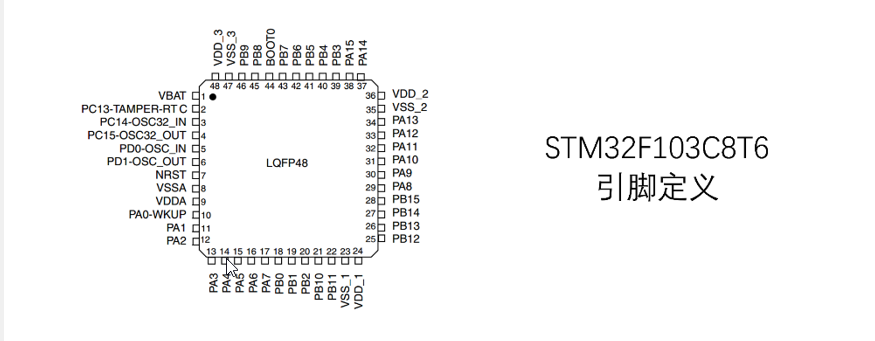 VDD_3
VSS_3
PB9
PB8
BOOT0
PB7
PB6
PB5
PB4
PB3
PA15
PA14
48 47 46 45 44 43 42 41 40 39 38 37
VBAT 1
PC13-TAMPER-RTC 2
PC14-OSC32_IN 3
PC15-OSC32_OUT 4
PD0-OSC_IN 5
PD1-OSC_OUT 6
NRST 7
VSSA 8
VDDA 9
PA0-WKUP 10
PA1 11
PA2 12
LQFP48
36 VDD_2
35 VSS_2
34 PA13
33 PA12
32 PA11
31 PA10
30 PA9
29 PA8
28 PB15
27 PB14
26 PB13
25 PB12
13 14 15 16 17 18 19 20 21 22 23 24
PA3
PA4
PA5
PA6
PA7
PB0
PB1
PB2
PB10
PB11
VSS_1
VDD_1
STM32F103C8T6
引脚定义